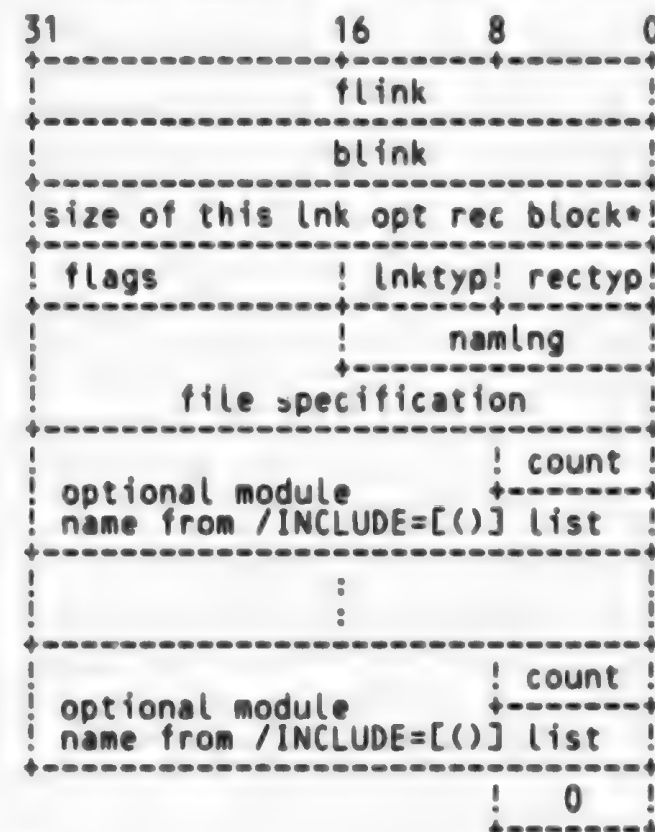 31 16 8 0
flink
blink
size of this lnk opt rec block*
flags ! lnktyp! rectyp!
! namlng
file specification
! count
optional module
name from /INCLUDE=[()] list
:
:
! count
optional module
name from /INCLUDE=[()] list
! 0 !